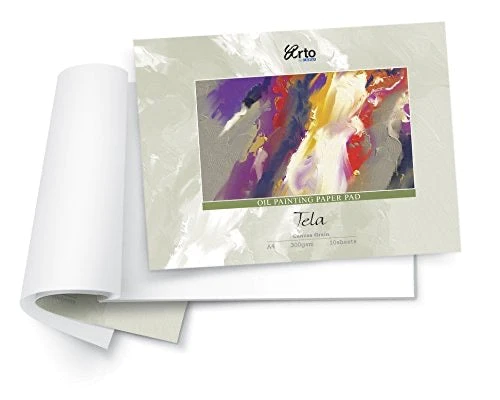 arto
OIL PAINTING PAPER PAD
Tela
Canvas Grain
A4 300gsm 10sheets